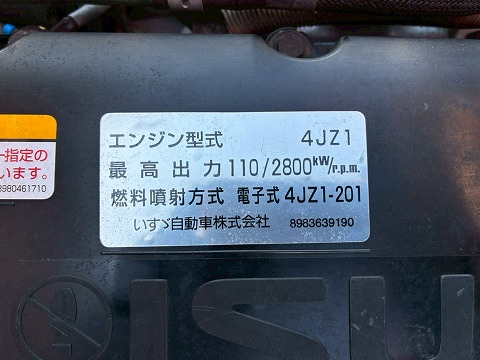 エンジン型式 4JZ1
最高出力 110/2800kW/r.p.m.
燃料噴射方式 電子式 4JZ1-201
いすゞ自動車株式会社 8983639190
ー指定の
います。
8980461710
ISU